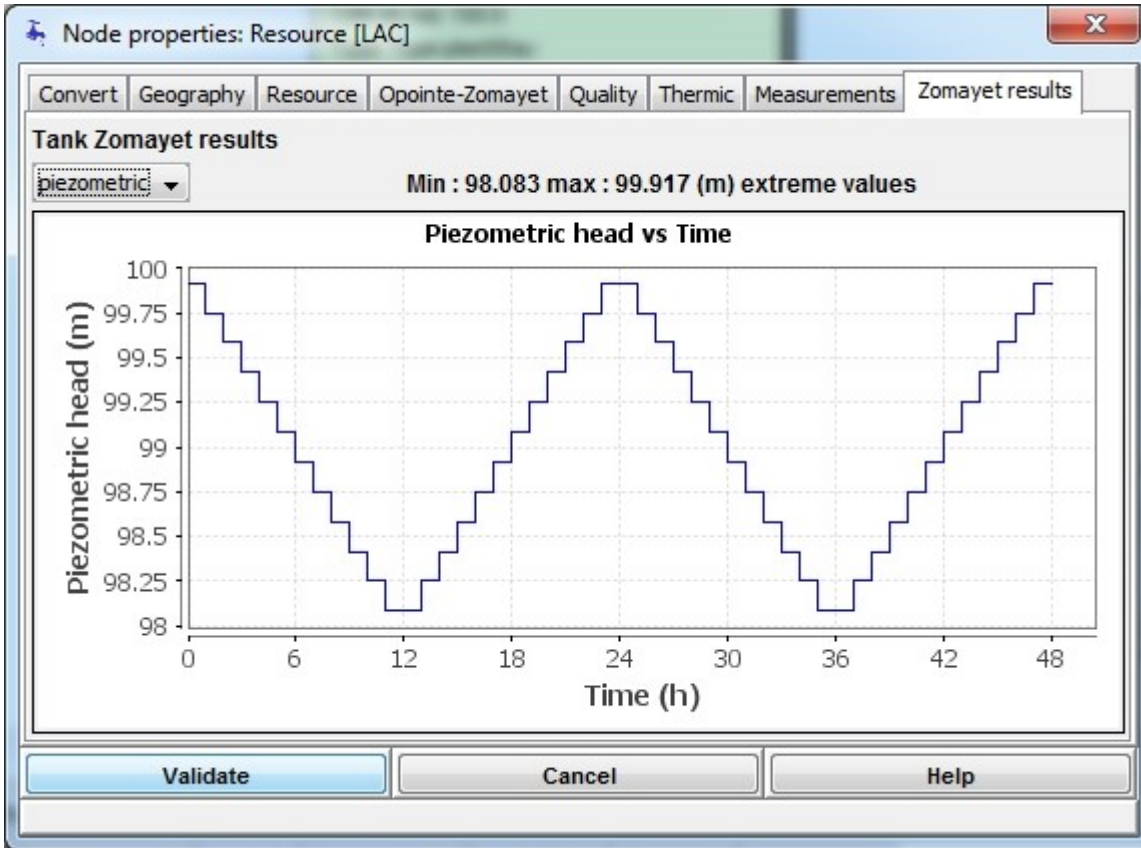 Node properties: Resource [LAC]
Convert Geography Resource Opointe-Zomayet Quality Thermic Measurements Zomayet results
Tank Zomayet results
piezometric Min : 98.083 max : 99.917 (m) extreme values
Piezometric head vs Time
Piezometric head (m)
100
99.75
99.5
99.25
99
98.75
98.5
98.25
98
0 6 12 18 24 30 36 42 48
Time (h)
Validate Cancel Help